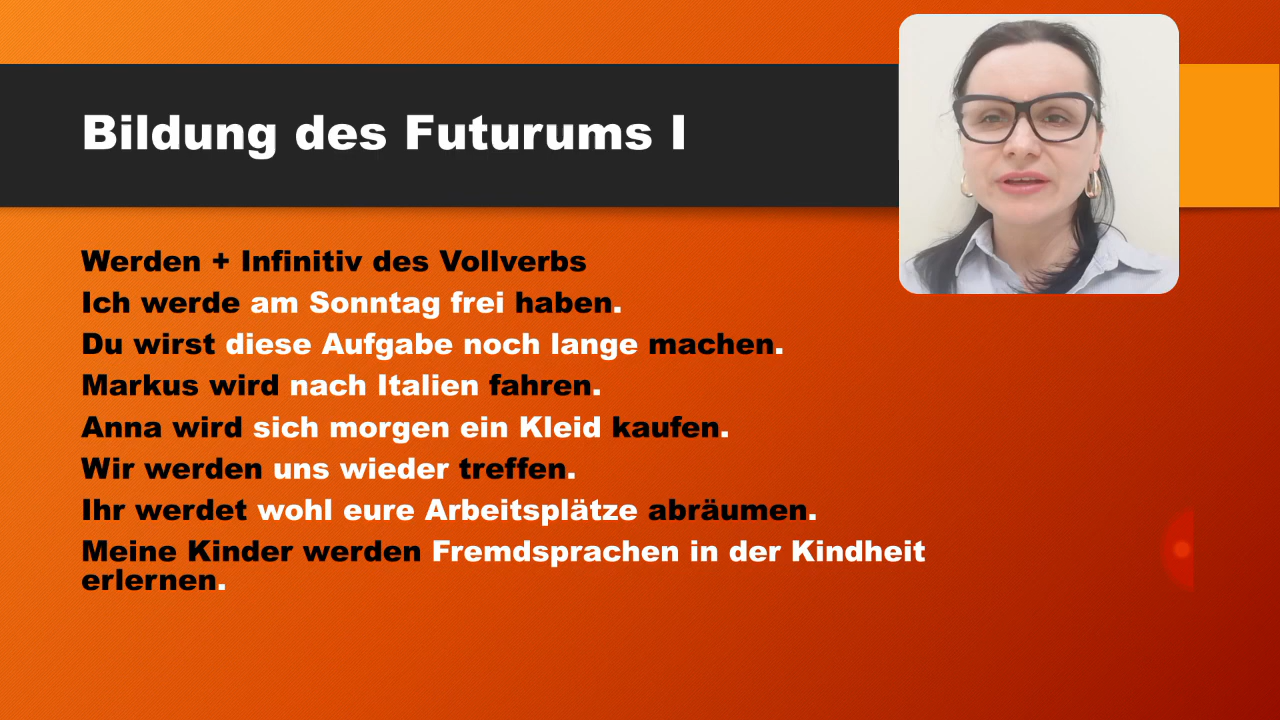 Bildung des Futurums I
Werden + Infinitiv des Vollverbs
Ich werde am Sonntag frei haben.
Du wirst diese Aufgabe noch lange machen.
Markus wird nach Italien fahren.
Anna wird sich morgen ein Kleid kaufen.
Wir werden uns wieder treffen.
Ihr werdet wohl eure Arbeitsplätze abräumen.
Meine Kinder werden Fremdsprachen in der Kindheit
erlernen.